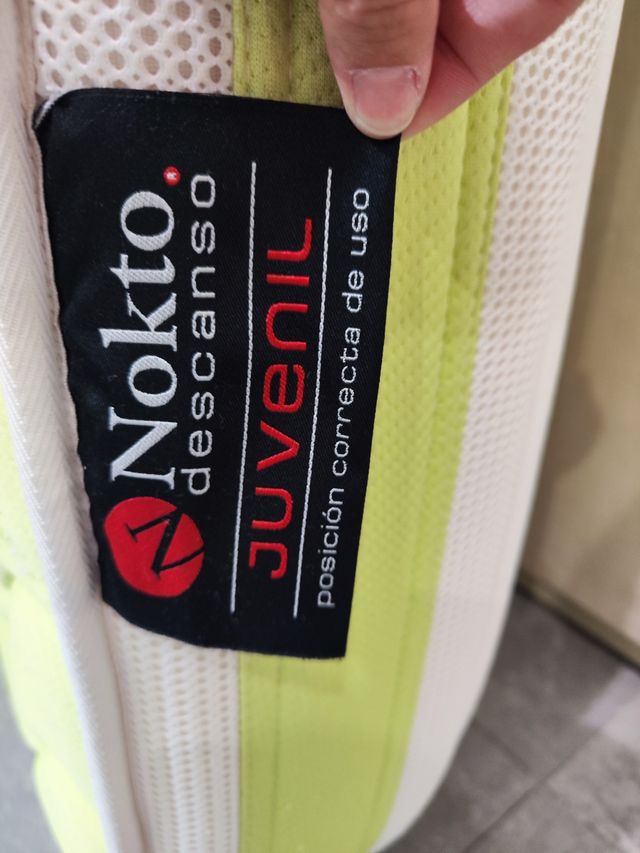 Nokto.®
descanso
JUVENIL
posición correcta de uso